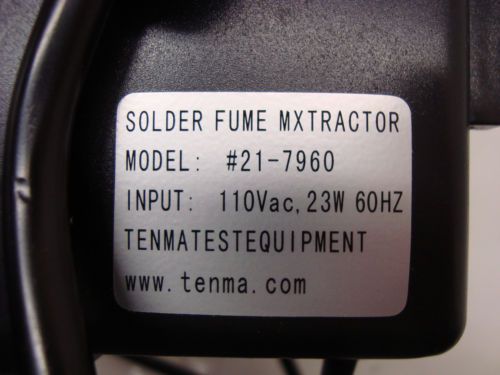 SOLDER FUME MXTRACTOR
MODEL: #21-7960
INPUT: 110Vac, 23W 60HZ
TENMATESTEQUIPMENT
www.tenma.com